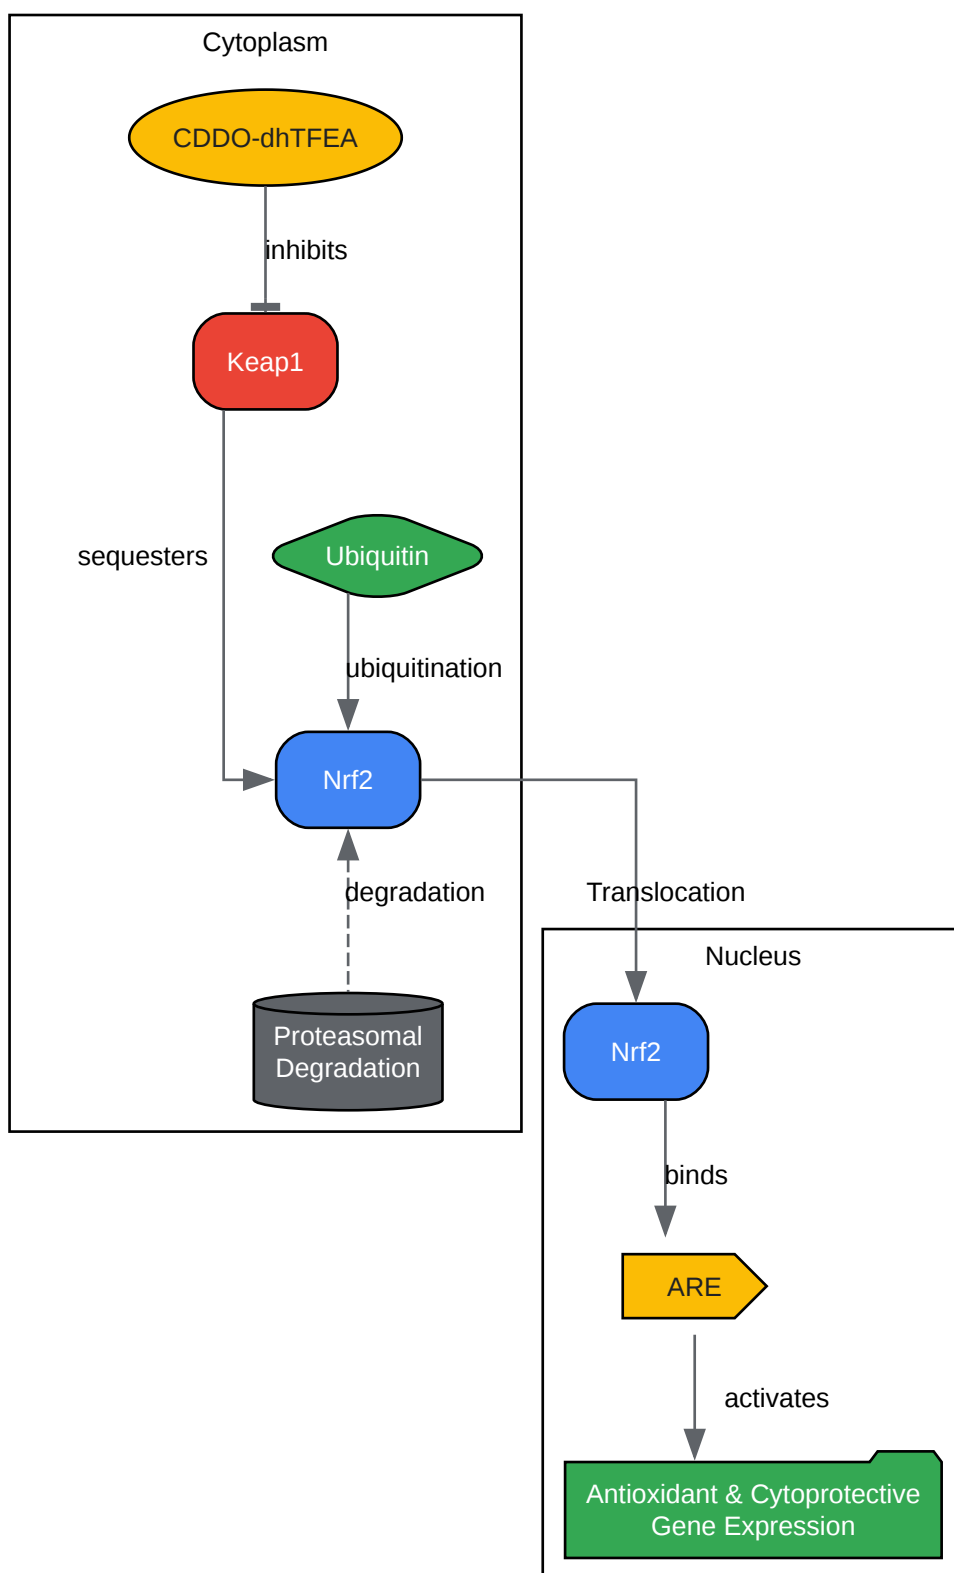 Cytoplasm
CDDO-dhTFEA
inhibits
Keap1
sequesters
Ubiquitin
ubiquitination
Nrf2
degradation
Proteasomal
Degradation
Translocation
Nucleus
Nrf2
binds
ARE
activates
Antioxidant & Cytoprotective
Gene Expression